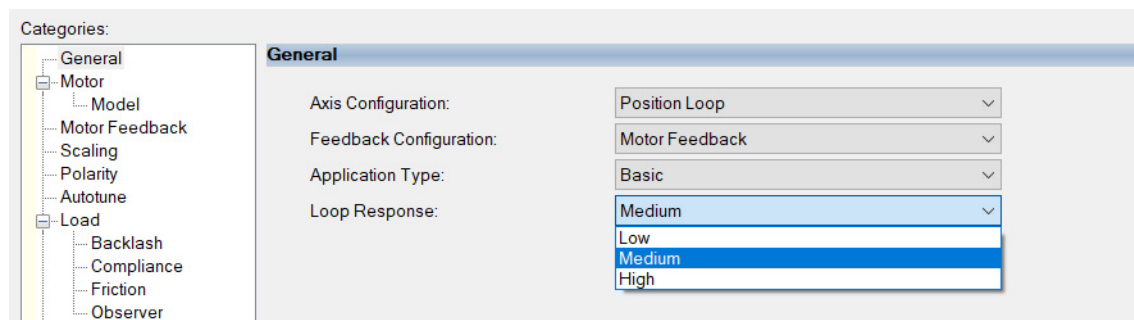 Categories:
General
Motor
Model
Motor Feedback
Scaling
Polarity
Autotune
Load
Backlash
Compliance
Friction
Observer
General
Axis Configuration: Position Loop
Feedback Configuration: Motor Feedback
Application Type: Basic
Loop Response: Medium
Low
Medium
High